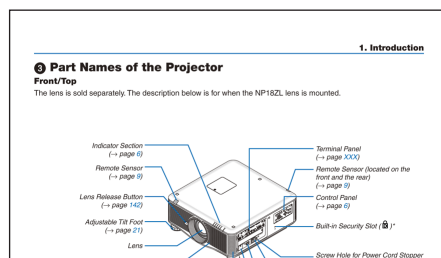 1. Introduction
❸ Part Names of the Projector
Front/Top
The lens is sold separately. The description below is for when the NP18ZL lens is mounted.
Indicator Section
(→ page 6)
Remote Sensor
(→ page 9)
Lens Release Button
(→ page 142)
Adjustable Tilt Foot
(→ page 21)
Lens
Terminal Panel
(→ page XXX)
Remote Sensor (located on the
front and the rear)
(→ page 9)
Control Panel
(→ page 6)
Built-in Security Slot ( )*
Screw Hole for Power Cord Stopper